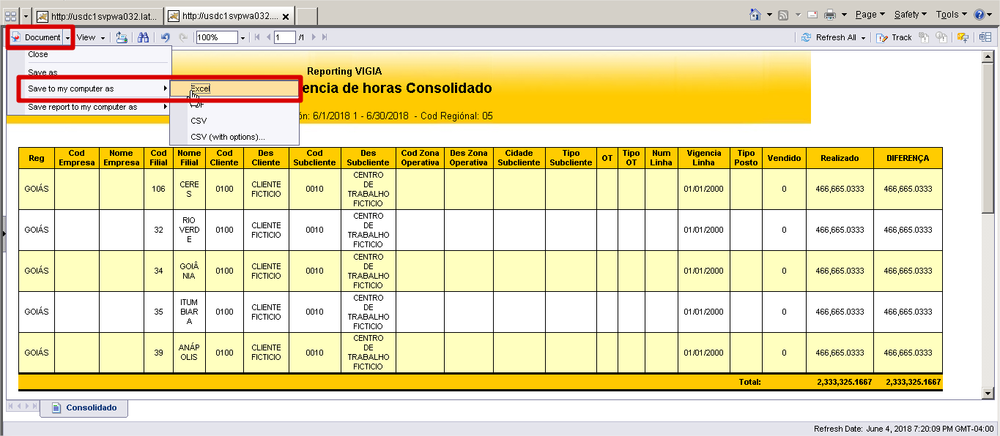 http://usdc1svpwa032.lat...
http://usdc1svpwa032....
Page
Safety
Tools
Document
View
100%
1
/1
Refresh All
Track
Close
Save as
Save to my computer as
Save report to my computer as
Excel
PDF
CSV
CSV (with options)...
Reporting VIGIA
encia de horas Consolidado
ón: 6/1/2018 1 - 6/30/2018 - Cod Regiónal: 05
Reg Cod Empresa Nome Empresa Cod Filial Nome Filial Cod Cliente Des Cliente Cod Subcliente Des Subcliente Cod Zona Operativa Des Zona Operativa Cidade Subcliente Tipo Subcliente OT Tipo OT Num Linha Vigencia Linha Tipo Posto Vendido Realizado DIFERENÇA
GOIÁS 106 CERE S 0100 CLIENTE FICTICIO 0010 CENTRO DE TRABALHO FICTICIO 01/01/2000 0 466,665.0333 466,665.0333
GOIÁS 32 RIO VERD E 0100 CLIENTE FICTICIO 0010 CENTRO DE TRABALHO FICTICIO 01/01/2000 0 466,665.0333 466,665.0333
GOIÁS 34 GOIÂ NIA 0100 CLIENTE FICTICIO 0010 CENTRO DE TRABALHO FICTICIO 01/01/2000 0 466,665.0333 466,665.0333
GOIÁS 35 ITUM BIAR A 0100 CLIENTE FICTICIO 0010 CENTRO DE TRABALHO FICTICIO 01/01/2000 0 466,665.0333 466,665.0333
GOIÁS 39 ANÁP OLIS 0100 CLIENTE FICTICIO 0010 CENTRO DE TRABALHO FICTICIO 01/01/2000 0 466,665.0333 466,665.0333
Total: 2,333,325.1667 2,333,325.1667
Consolidado
Refresh Date: June 4, 2018 7:20:09 PM GMT-04:00